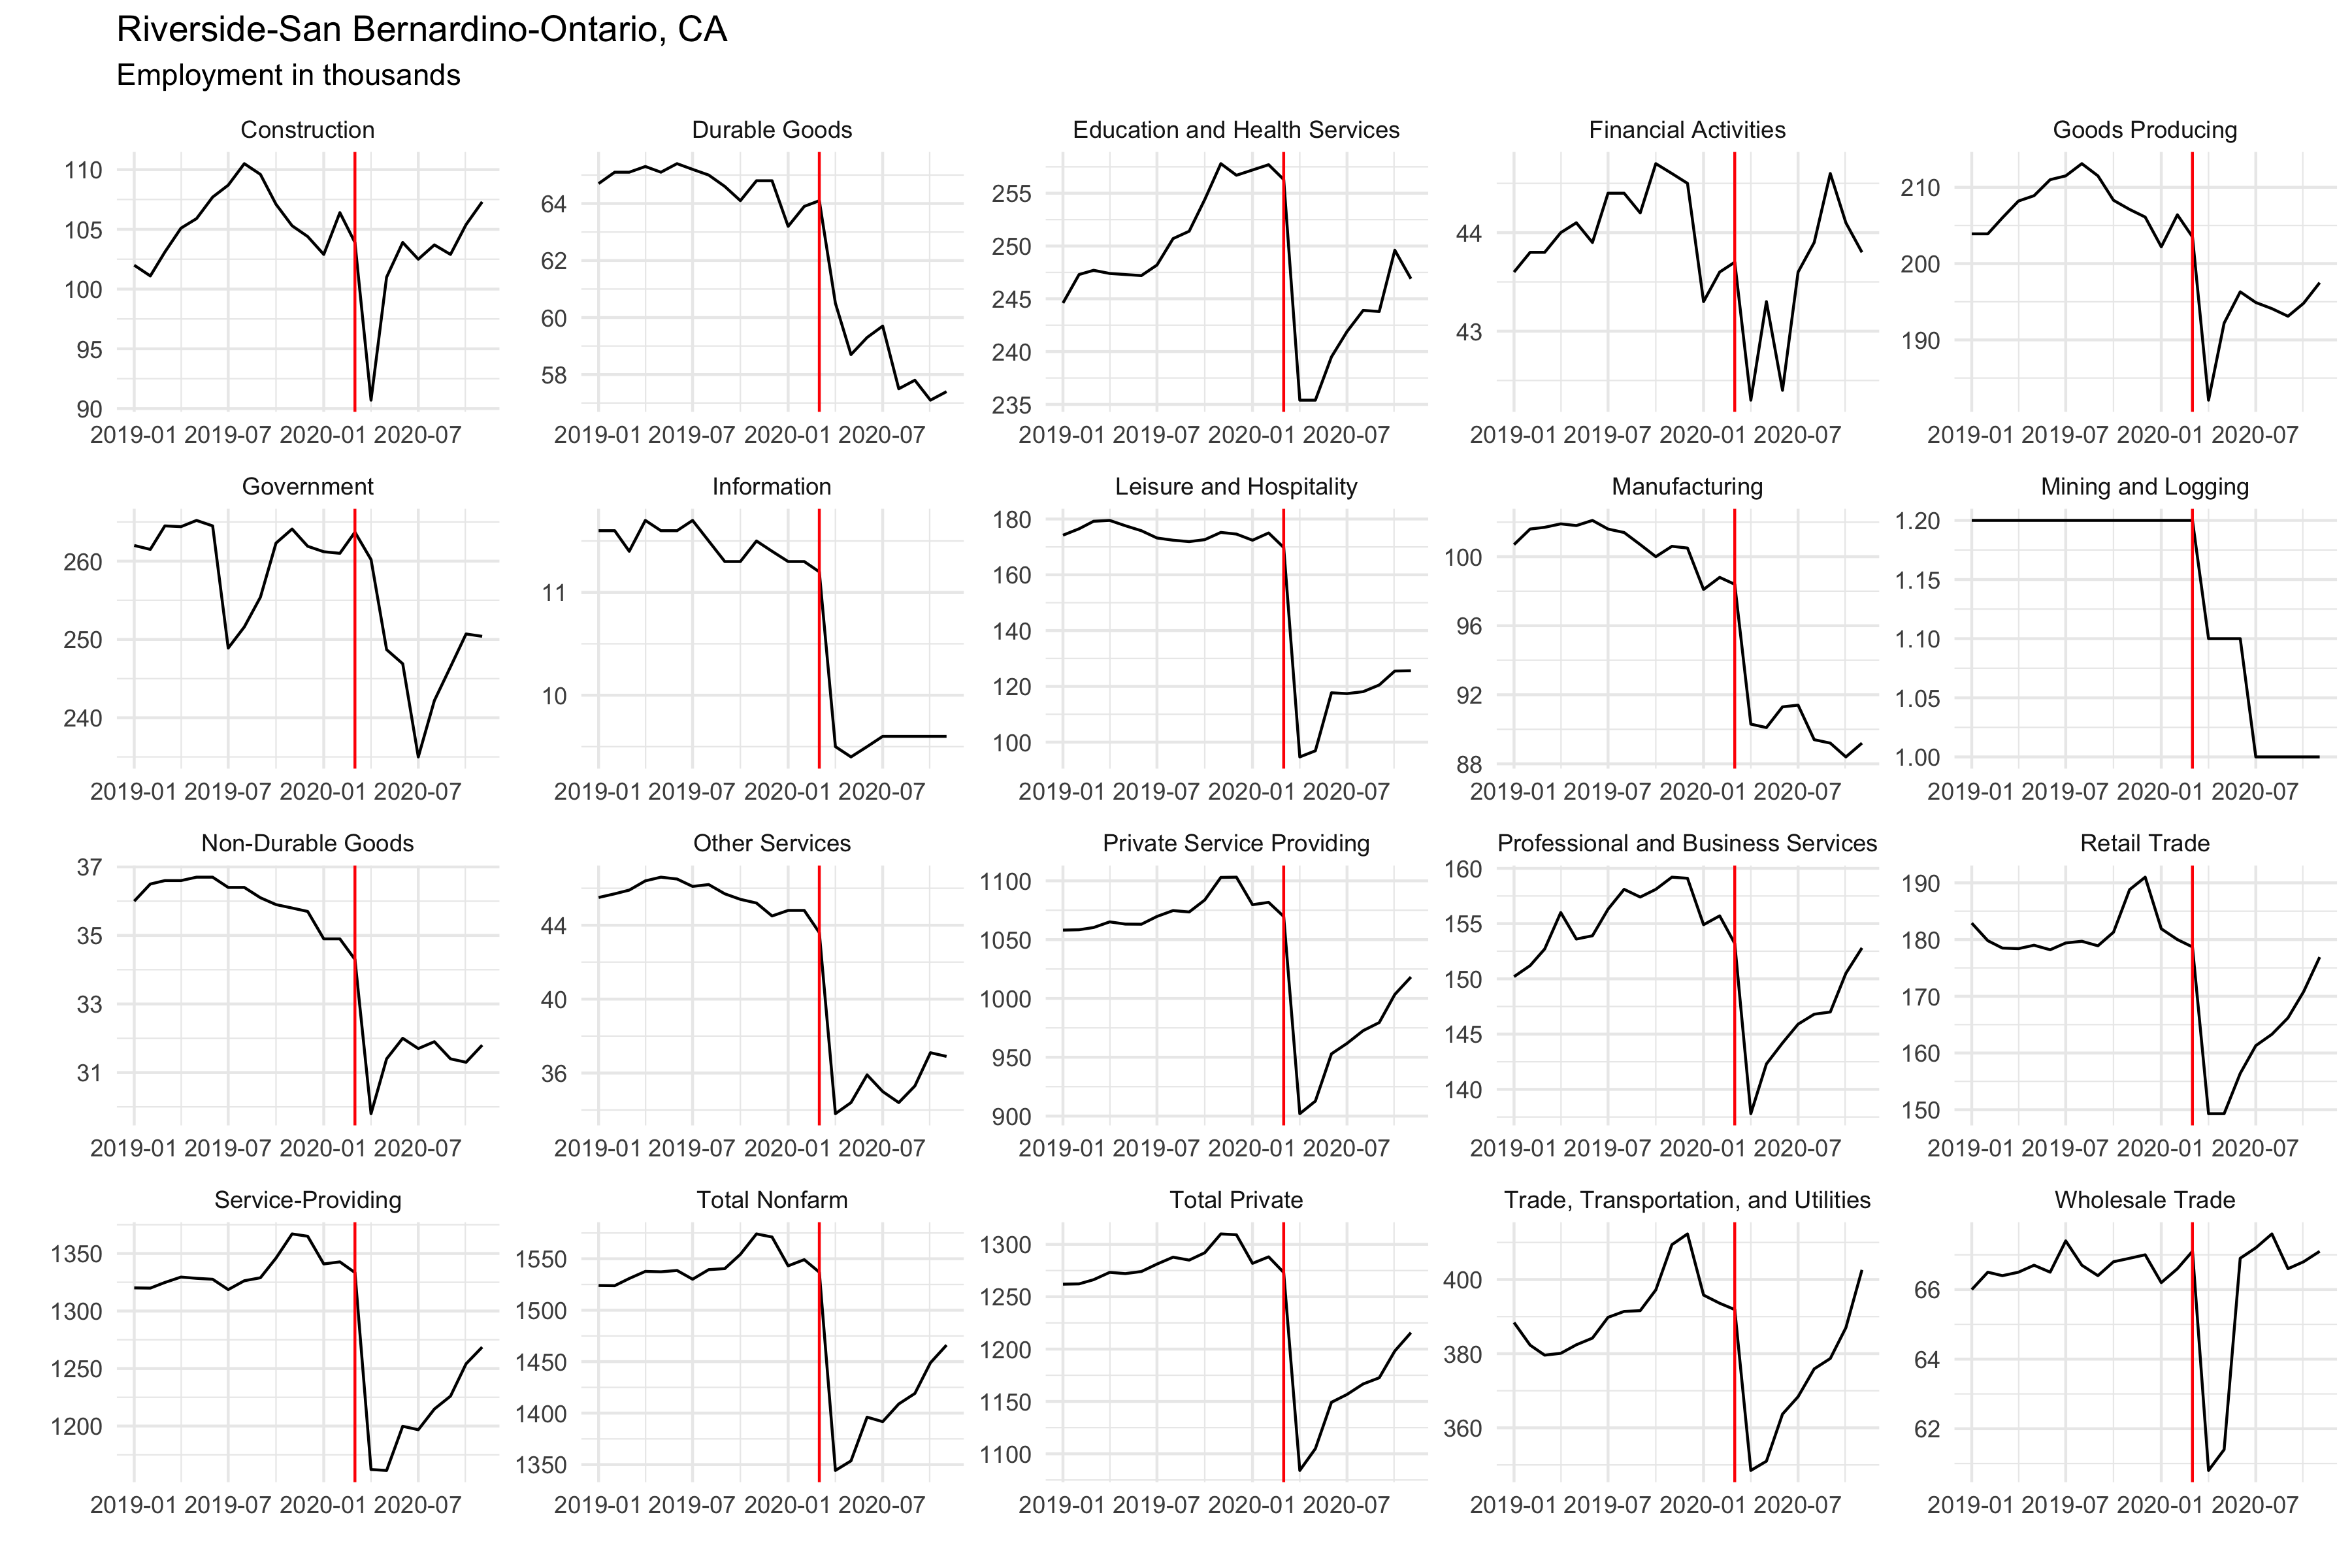 Riverside-San Bernardino-Ontario, CA
Employment in thousands
Construction
110
105
100
95
90
2019-01 2019-07 2020-01 2020-07
Durable Goods
64
62
60
58
2019-01 2019-07 2020-01 2020-07
Education and Health Services
255
250
245
240
235
2019-01 2019-07 2020-01 2020-07
Financial Activities
44
43
2019-01 2019-07 2020-01 2020-07
Goods Producing
210
200
190
2019-01 2019-07 2020-01 2020-07
Government
260
250
240
2019-01 2019-07 2020-01 2020-07
Information
11
10
2019-01 2019-07 2020-01 2020-07
Leisure and Hospitality
180
160
140
120
100
2019-01 2019-07 2020-01 2020-07
Manufacturing
100
96
92
88
2019-01 2019-07 2020-01 2020-07
Mining and Logging
1.20
1.15
1.10
1.05
1.00
2019-01 2019-07 2020-01 2020-07
Non-Durable Goods
37
35
33
31
2019-01 2019-07 2020-01 2020-07
Other Services
44
40
36
2019-01 2019-07 2020-01 2020-07
Private Service Providing
1100
1050
1000
950
900
2019-01 2019-07 2020-01 2020-07
Professional and Business Services
160
155
150
145
140
2019-01 2019-07 2020-01 2020-07
Retail Trade
190
180
170
160
150
2019-01 2019-07 2020-01 2020-07
Service-Providing
1350
1300
1250
1200
2019-01 2019-07 2020-01 2020-07
Total Nonfarm
1550
1500
1450
1400
1350
2019-01 2019-07 2020-01 2020-07
Total Private
1300
1250
1200
1150
1100
2019-01 2019-07 2020-01 2020-07
Trade, Transportation, and Utilities
400
380
360
2019-01 2019-07 2020-01 2020-07
Wholesale Trade
66
64
62
2019-01 2019-07 2020-01 2020-07